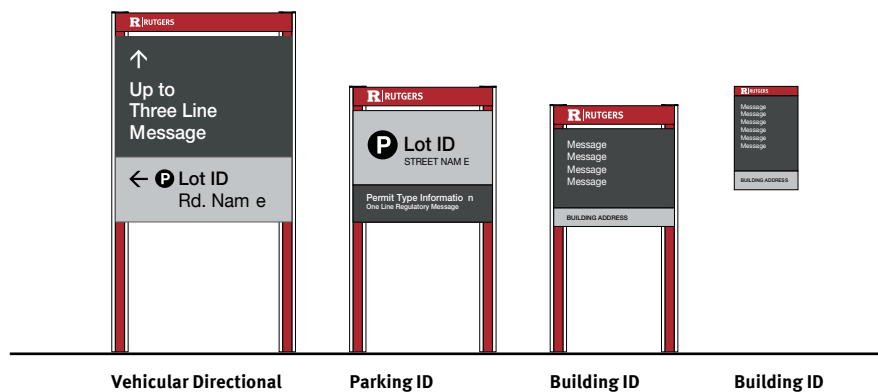 R RUTGERS
↑
Up to
Three Line
Message
← P Lot ID
Rd. Nam e
R RUTGERS
P Lot ID
STREET NAM E
Permit Type Informatio n
One Line Regulatory Message
R RUTGERS
Message
Message
Message
Message
BUILDING ADDRESS
R RUTGERS
Message
Message
Message
Message
Message
Message
BUILDING ADDRESS
Vehicular Directional
Parking ID
Building ID
Building ID